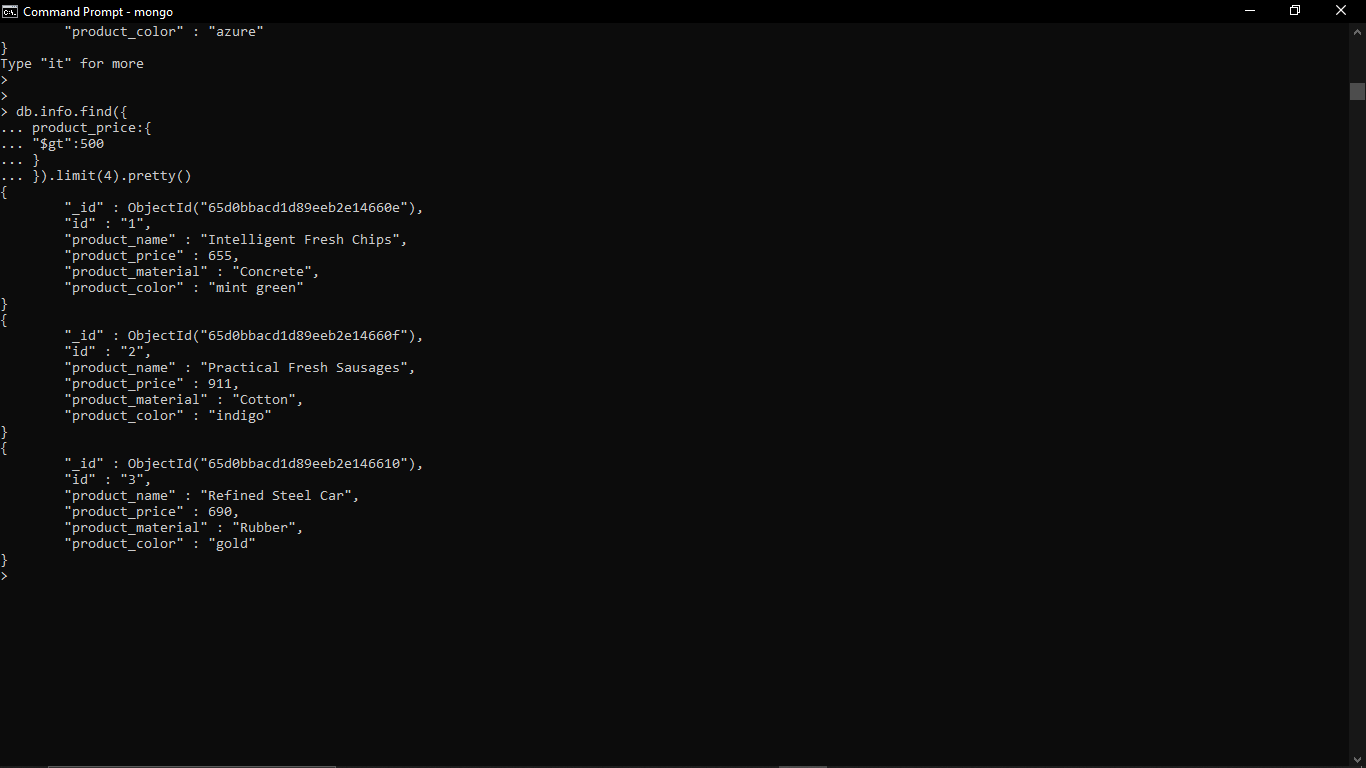 Command Prompt - mongo
"product_color" : "azure"
}
Type "it" for more
>
>
> db.info.find({
... product_price:{
... "$gt":500
... }
... }).limit(4).pretty()
{
"_id" : ObjectId("65d0bbacd1d89eeb2e14660e"),
"id" : "1",
"product_name" : "Intelligent Fresh Chips",
"product_price" : 655,
"product_material" : "Concrete",
"product_color" : "mint green"
}
{
"_id" : ObjectId("65d0bbacd1d89eeb2e14660f"),
"id" : "2",
"product_name" : "Practical Fresh Sausages",
"product_price" : 911,
"product_material" : "Cotton",
"product_color" : "indigo"
}
{
"_id" : ObjectId("65d0bbacd1d89eeb2e146610"),
"id" : "3",
"product_name" : "Refined Steel Car",
"product_price" : 690,
"product_material" : "Rubber",
"product_color" : "gold"
}
>